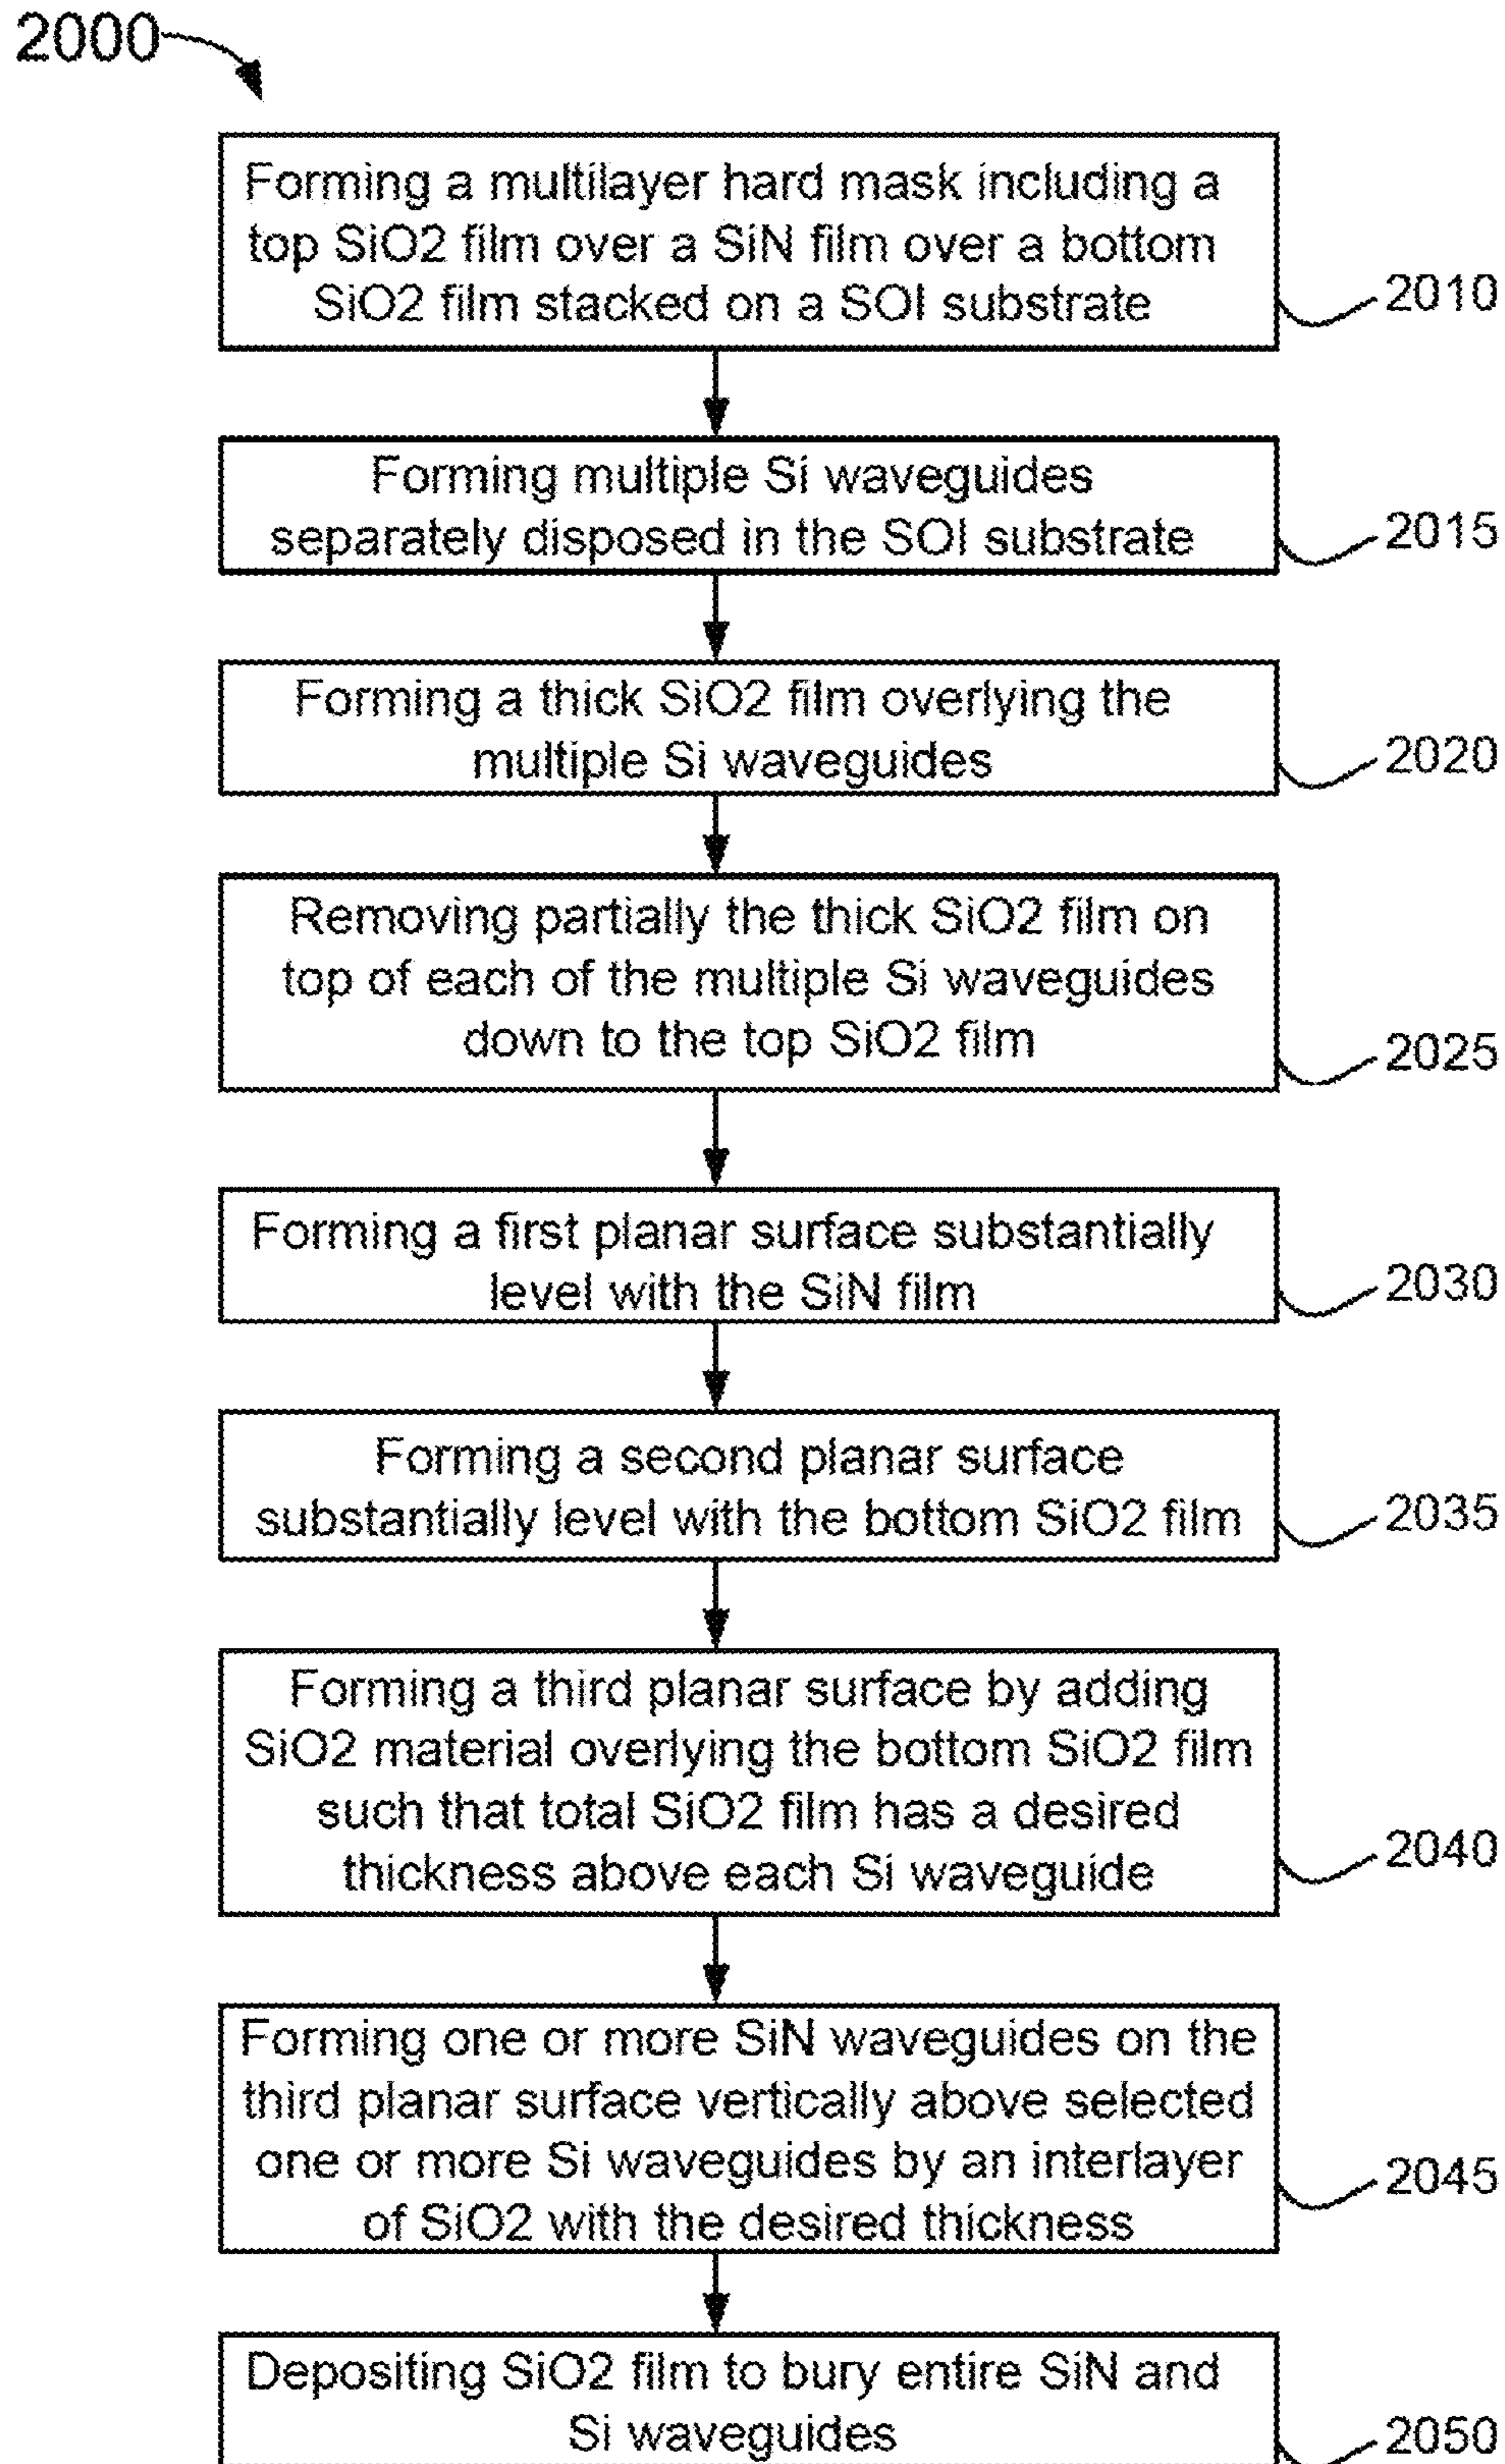 2000
Forming a multilayer hard mask including a
top SiO2 film over a SiN film over a bottom
SiO2 film stacked on a SOI substrate
2010
Forming multiple Si waveguides
separately disposed in the SOI substrate
2015
Forming a thick SiO2 film overlying the
multiple Si waveguides
2020
Removing partially the thick SiO2 film on
top of each of the multiple Si waveguides
down to the top SiO2 film
2025
Forming a first planar surface substantially
level with the SiN film
2030
Forming a second planar surface
substantially level with the bottom SiO2 film
2035
Forming a third planar surface by adding
SiO2 material overlying the bottom SiO2 film
such that total SiO2 film has a desired
thickness above each Si waveguide
2040
Forming one or more SiN waveguides on the
third planar surface vertically above selected
one or more Si waveguides by an interlayer
of SiO2 with the desired thickness
2045
Depositing SiO2 film to bury entire SiN and
Si waveguides
2050